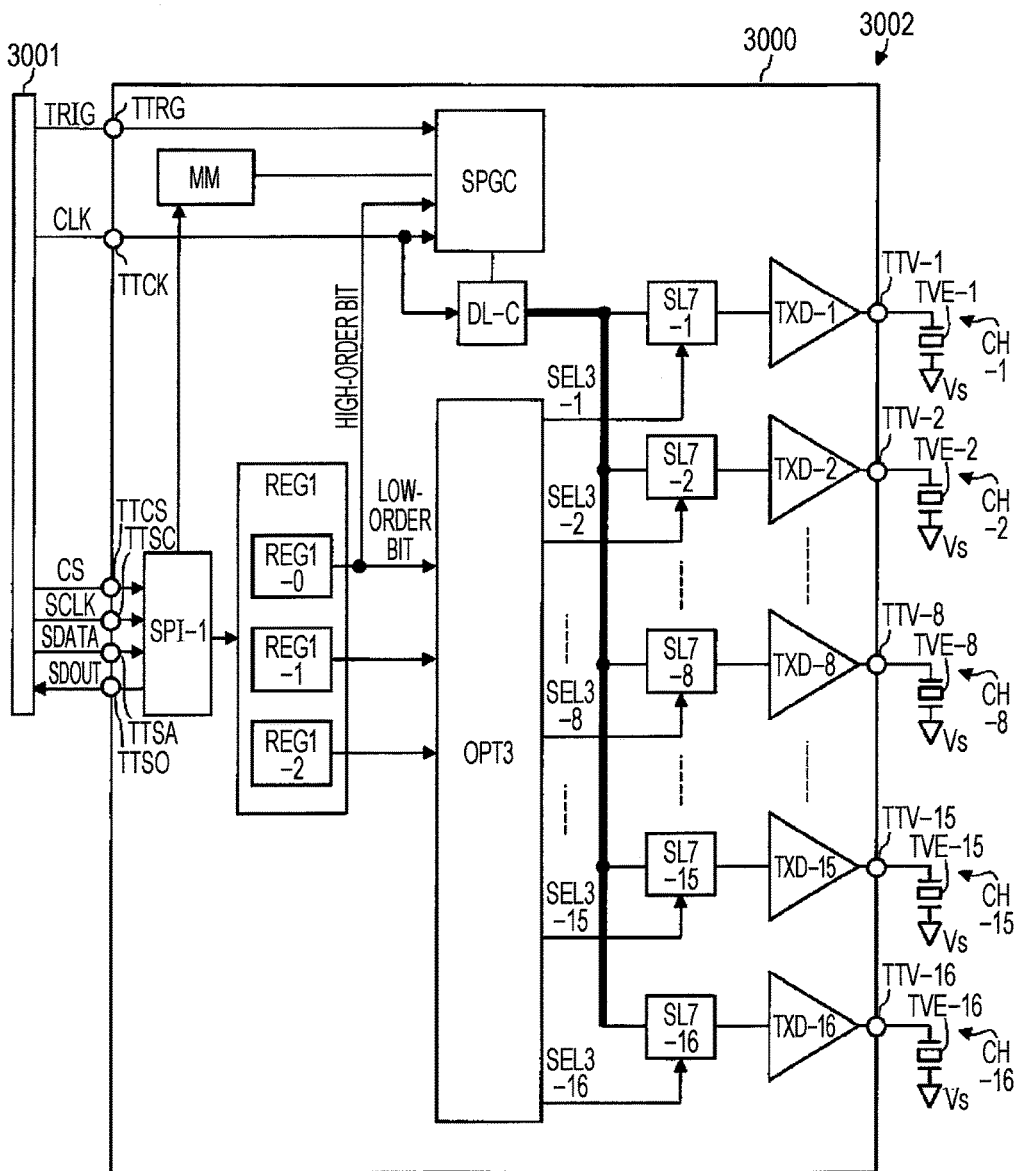 3001
3000
3002
TRIG
TTRG
MM
SPGC
CLK
TTCK
DL-C
HIGH-ORDER BIT
SL7
-1
TXD-1
TTV-1
TVE-1
CH
-1
Vs
SEL3
-1
SL7
-2
TXD-2
TTV-2
TVE-2
CH
-2
Vs
SEL3
-2
REG1
LOW-
ORDER
BIT
REG1
-0
REG1
-1
REG1
-2
TTCS
TTSC
CS
SCLK
SDATA
SDOUT
SPI-1
TTSA
TTSO
OPT3
SL7
-8
TXD-8
TTV-8
TVE-8
CH
-8
Vs
SEL3
-8
SL7
-15
TXD-15
TTV-15
TVE-15
CH
-15
Vs
SEL3
-15
SL7
-16
TXD-16
TTV-16
TVE-16
CH
-16
Vs
SEL3
-16